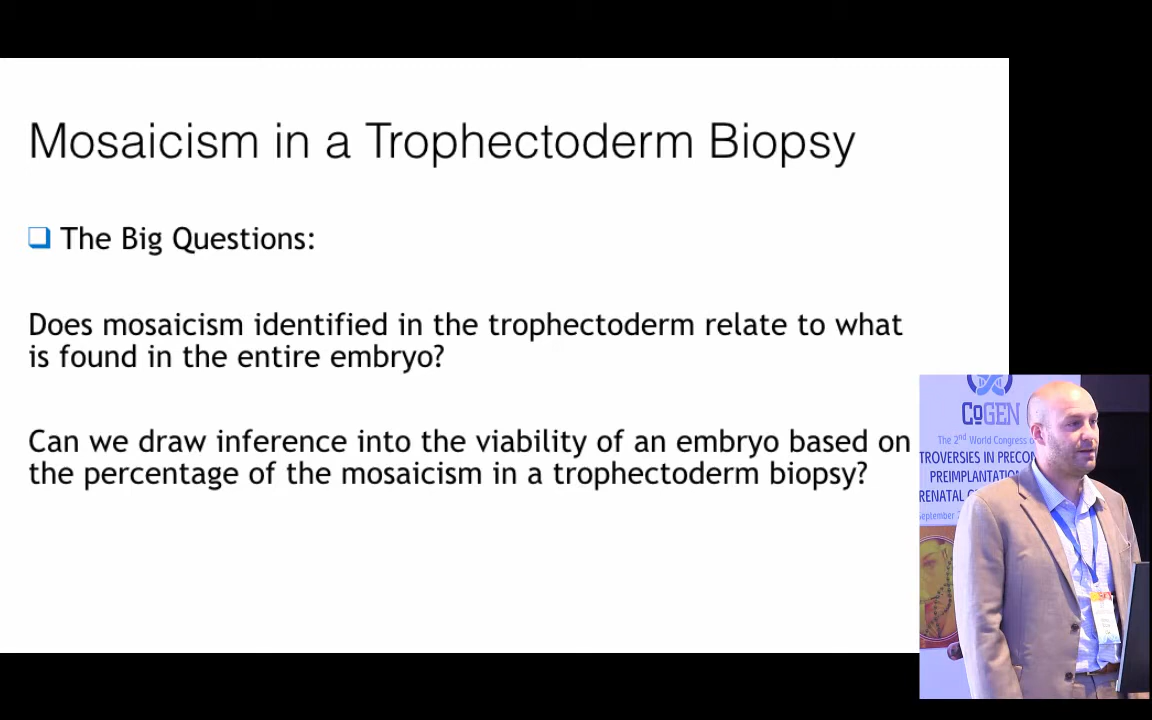 Mosaicism in a Trophectoderm Biopsy
The Big Questions:
Does mosaicism identified in the trophectoderm relate to what
is found in the entire embryo?
Can we draw inference into the viability of an embryo based on
the percentage of the mosaicism in a trophectoderm biopsy?
CoGEN
The 2nd World Congress o
TROVERSIES IN PRECON
PREIMPLANTATION
RENATAL G
September